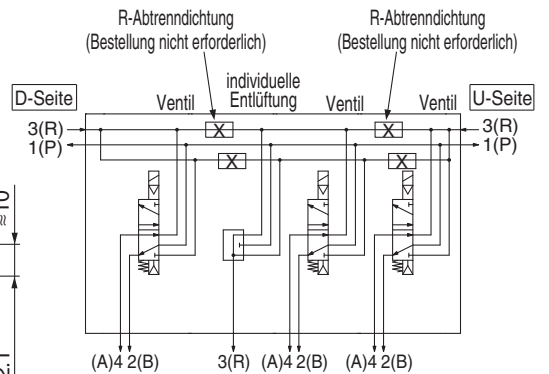 R-Abtrenndichtung
(Bestellung nicht erforderlich)
R-Abtrenndichtung
(Bestellung nicht erforderlich)
D-Seite
Ventil
individuelle
Entlüftung
Ventil
Ventil
U-Seite
3(R)
1(P)
X
X
3(R)
1(P)
X
X
≈ 10
(A)4 2(B)
3(R)
(A)4 2(B)
(A)4 2(B)